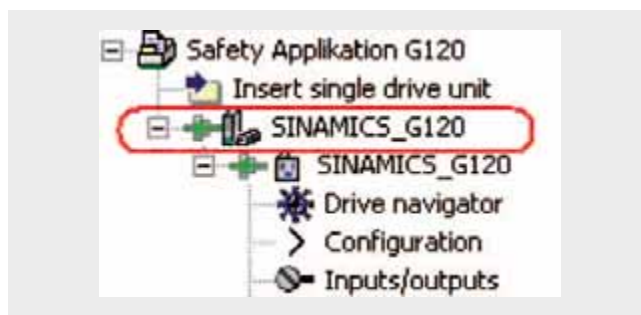 Safety Applikation G120
Insert single drive unit
SINAMICS_G120
SINAMICS_G120
Drive navigator
Configuration
Inputs/outputs